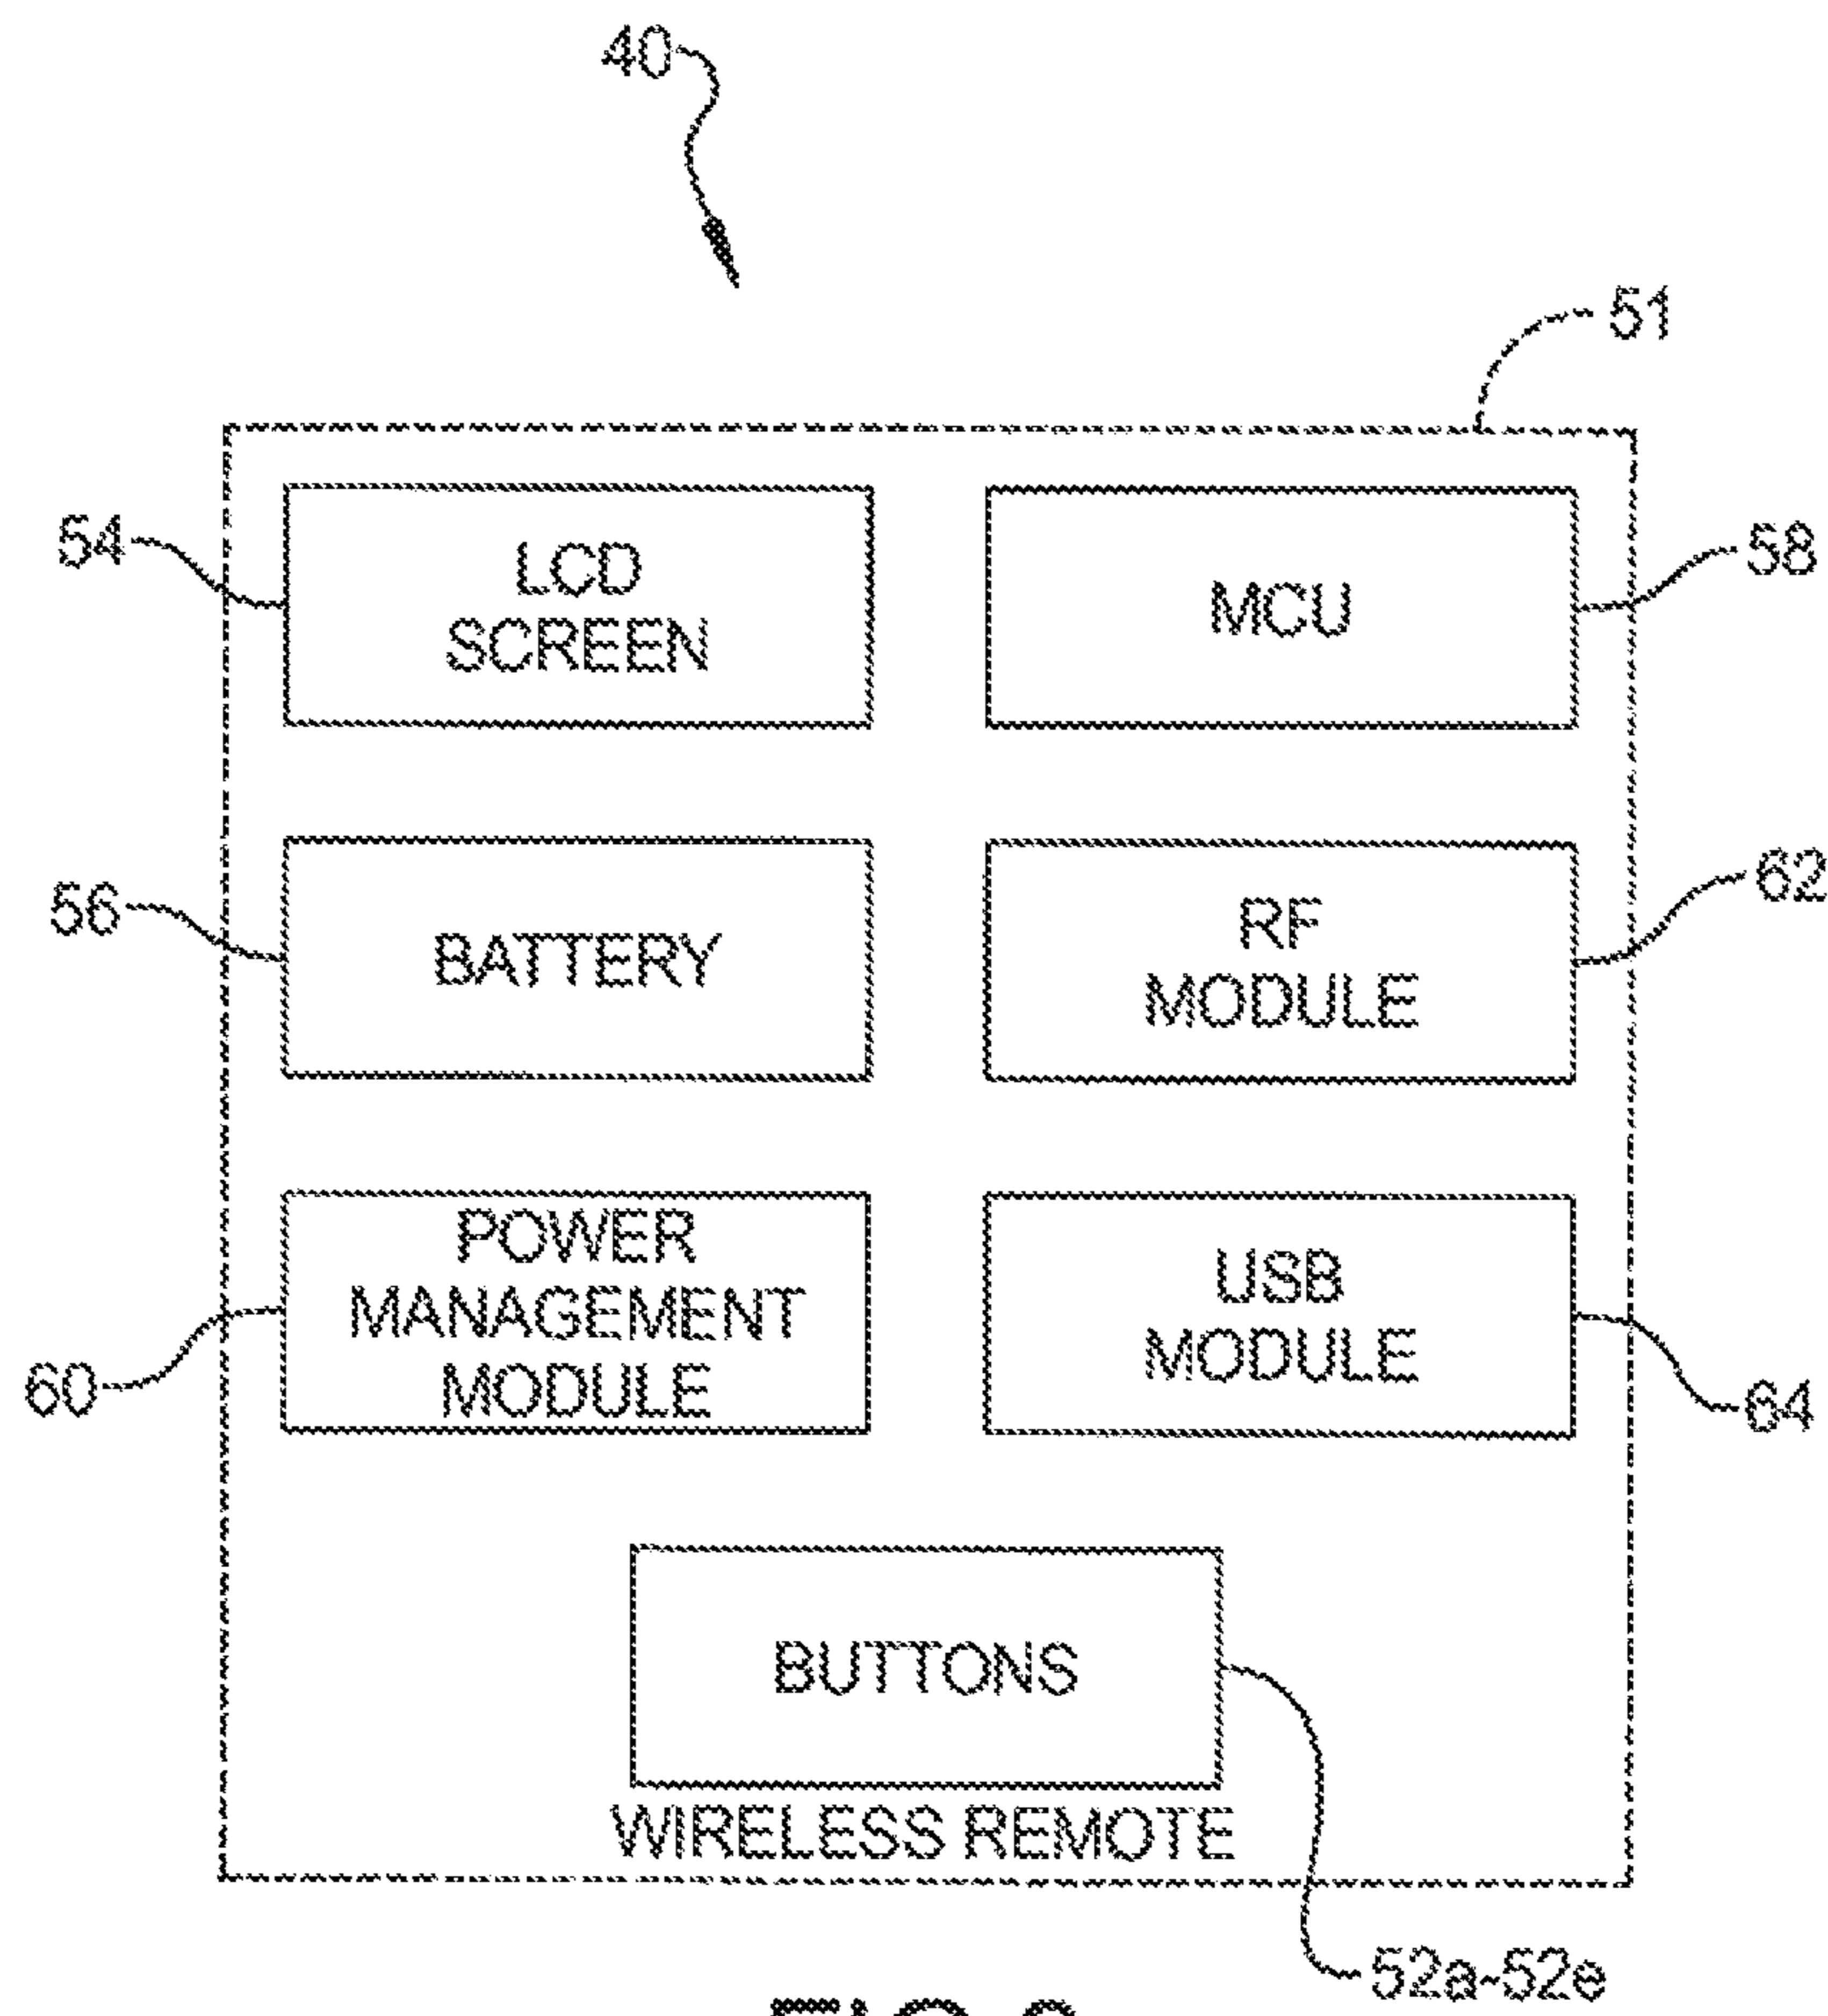 40
51
54
LCD
SCREEN
MCU
58
56
BATTERY
RF
MODULE
62
60
POWER
MANAGEMENT
MODULE
USB
MODULE
64
BUTTONS
WIRELESS REMOTE
52a-52e